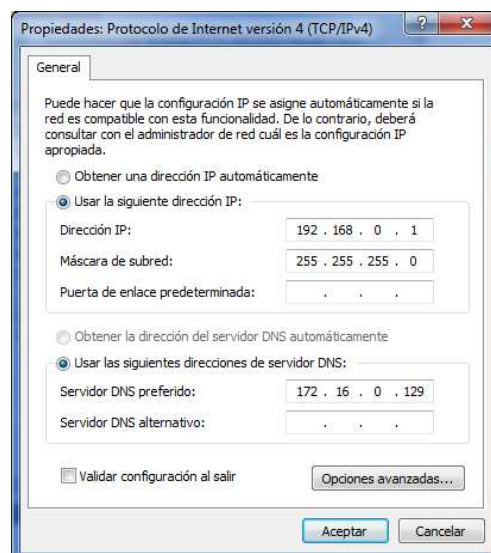 Propiedades: Protocolo de Internet versión 4 (TCP/IPv4)
General
Puede hacer que la configuración IP se asigne automáticamente si la
red es compatible con esta funcionalidad. De lo contrario, deberá
consultar con el administrador de red cuál es la configuración IP
apropiada.
Obtener una dirección IP automáticamente
Usar la siguiente dirección IP:
Dirección IP: 192 . 168 . 0 . 1
Máscara de subred: 255 . 255 . 255 . 0
Puerta de enlace predeterminada: . . .
Obtener la dirección del servidor DNS automáticamente
Usar las siguientes direcciones de servidor DNS:
Servidor DNS preferido: 172 . 16 . 0 . 129
Servidor DNS alternativo: . . .
Validar configuración al salir Opciones avanzadas...
Aceptar Cancelar